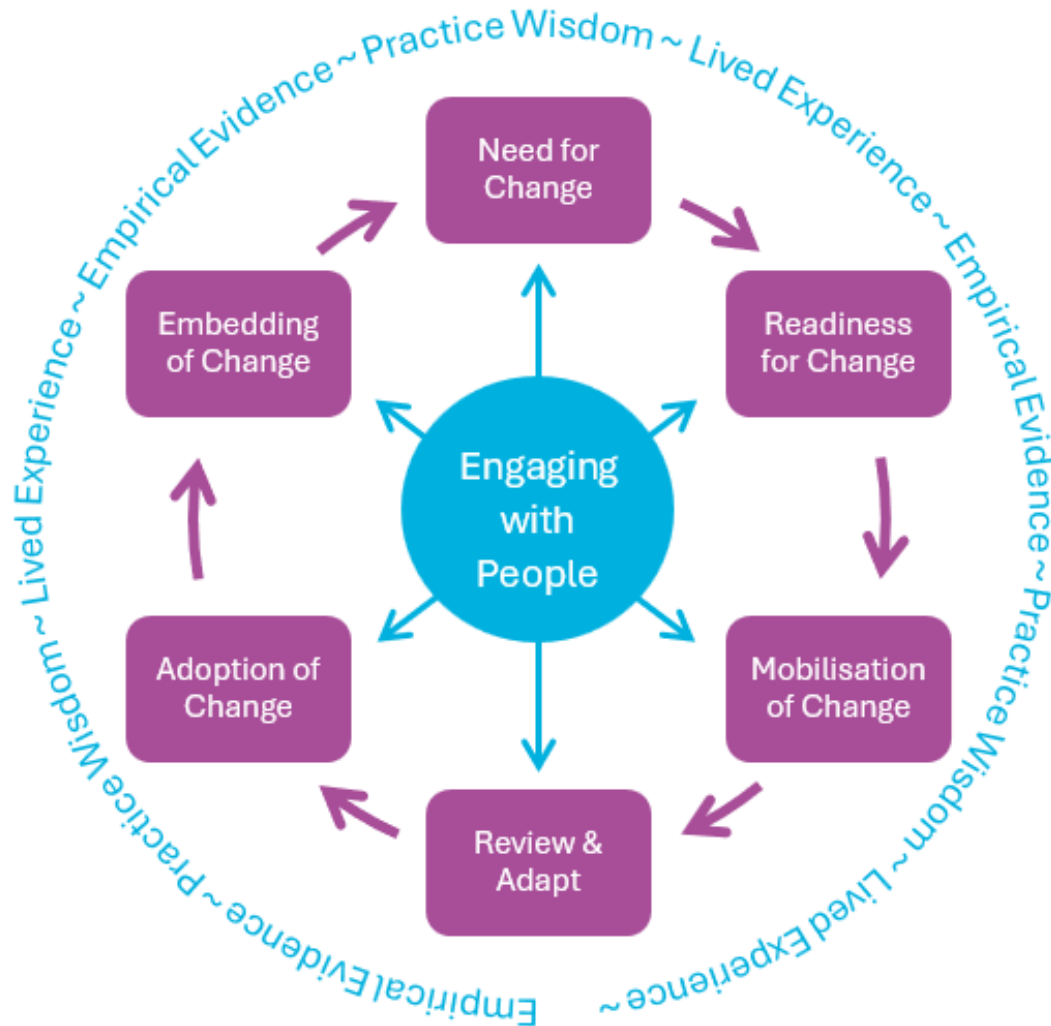 Empirical Evidence ~ Practice Wisdom ~ Lived Experience ~ Empirical Evidence ~ Practice Wisdom ~ Lived Experience ~ Empirical Evidence ~ Practice Wisdom ~ Lived Experience ~
Need for
Change
Readiness
for Change
Mobilisation
of Change
Review &
Adapt
Adoption of
Change
Embedding
of Change
Engaging
with
People